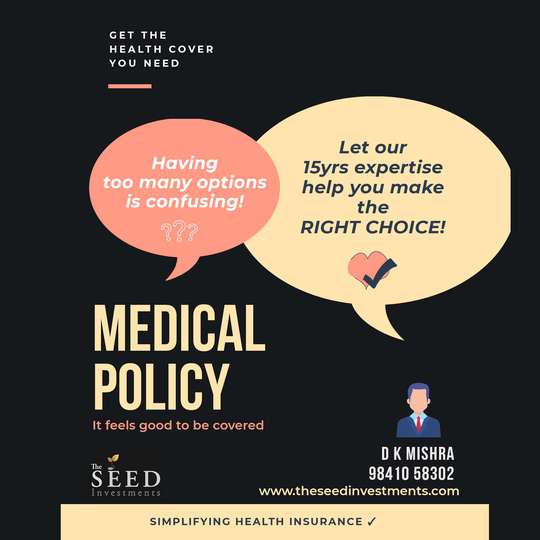 GET THE
HEALTH COVER
YOU NEED
Having
too many options
is confusing!
???
Let our
15yrs expertise
help you make
the
RIGHT CHOICE!
MEDICAL
POLICY
It feels good to be covered
The
SEED
Investments
D K MISHRA
98410 58302
www.theseedinvestments.com
SIMPLIFYING HEALTH INSURANCE ✓